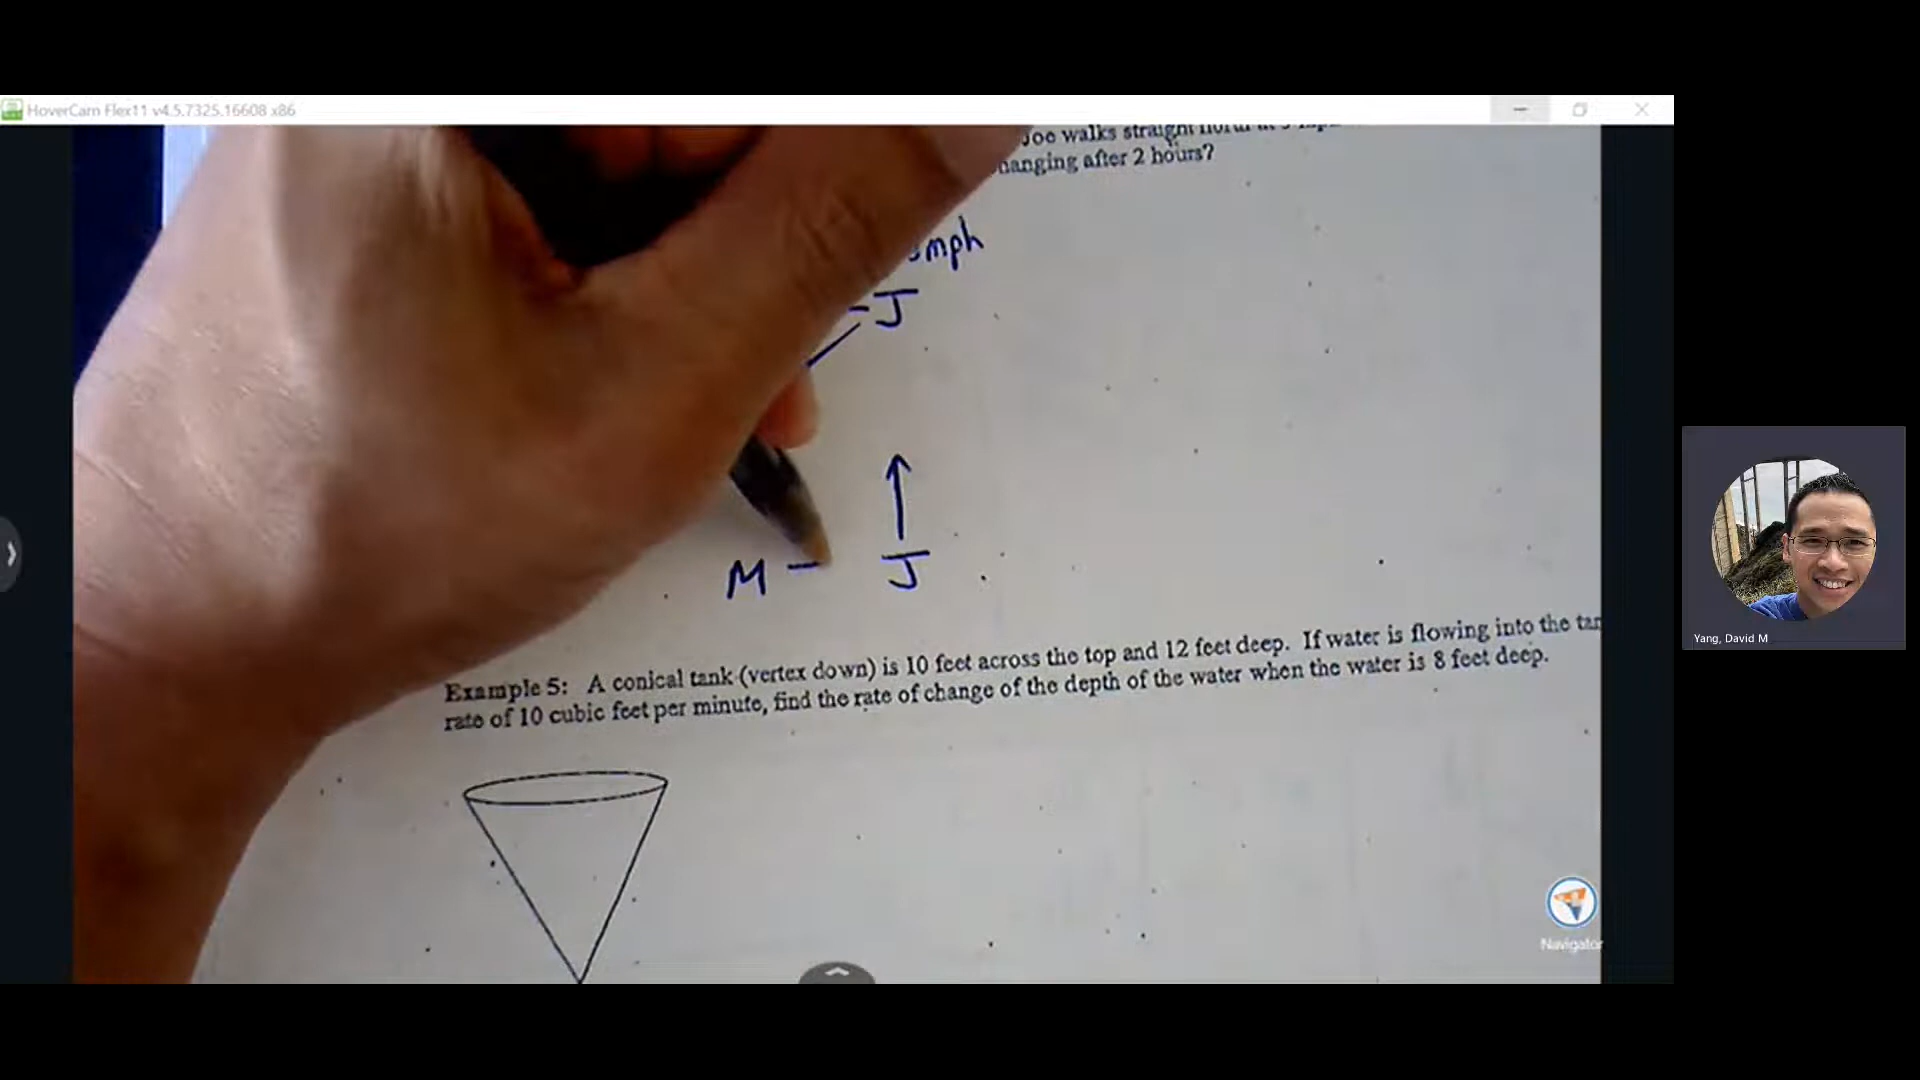 HoverCam Flex11 v4.5.7325.16608 x86
Joe walks straight
changing after 2 hours?
mph
J
J
M
Example 5: A conical tank (vertex down) is 10 feet across the top and 12 feet deep. If water is flowing into the tan
rate of 10 cubic feet per minute, find the rate of change of the depth of the water when the water is 8 feet deep.
Navigator
Yang, David M